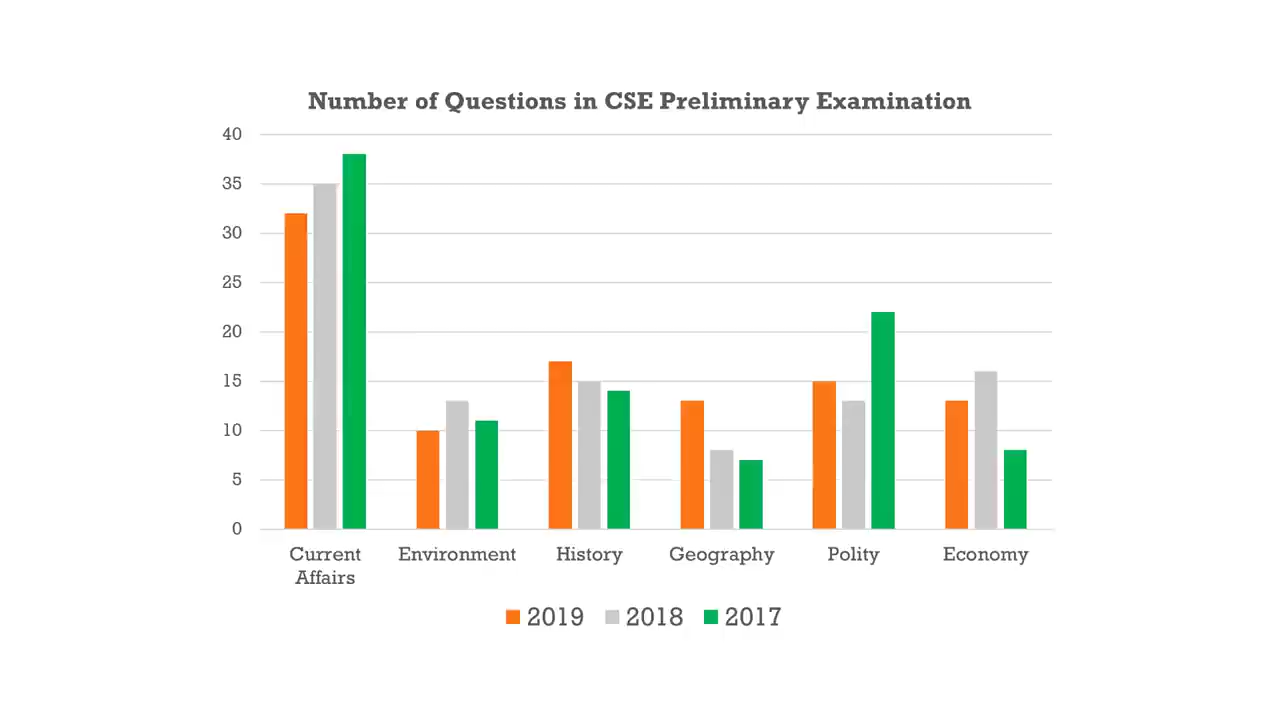 Number of Questions in CSE Preliminary Examination
40
35
30
25
20
15
10
5
0
Current Affairs
Environment
History
Geography
Polity
Economy
2019
2018
2017